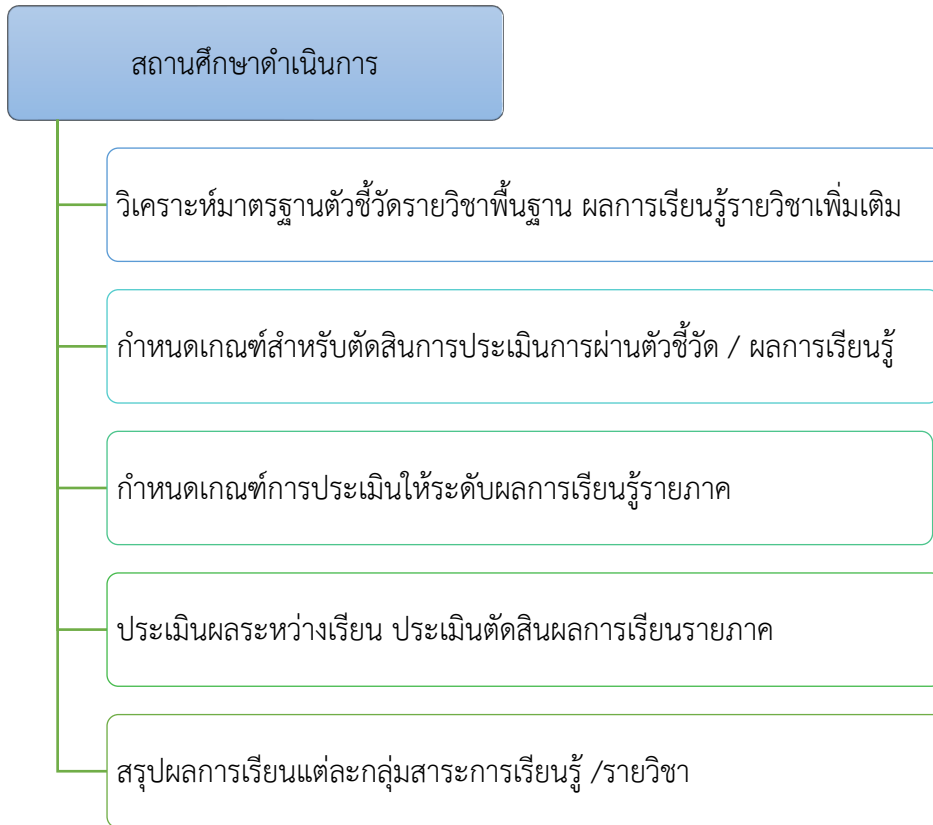 สถานศึกษาดำเนินการ
วิเคราะห์มาตรฐานตัวชี้วัดรายวิชาพื้นฐาน ผลการเรียนรู้รายวิชาเพิ่มเติม
กำหนดเกณฑ์สำหรับตัดสินการประเมินการผ่านตัวชี้วัด / ผลการเรียนรู้
กำหนดเกณฑ์การประเมินให้ระดับผลการเรียนรู้รายภาค
ประเมินผลระหว่างเรียน ประเมินตัดสินผลการเรียนรายภาค
สรุปผลการเรียนแต่ละกลุ่มสาระการเรียนรู้ /รายวิชา